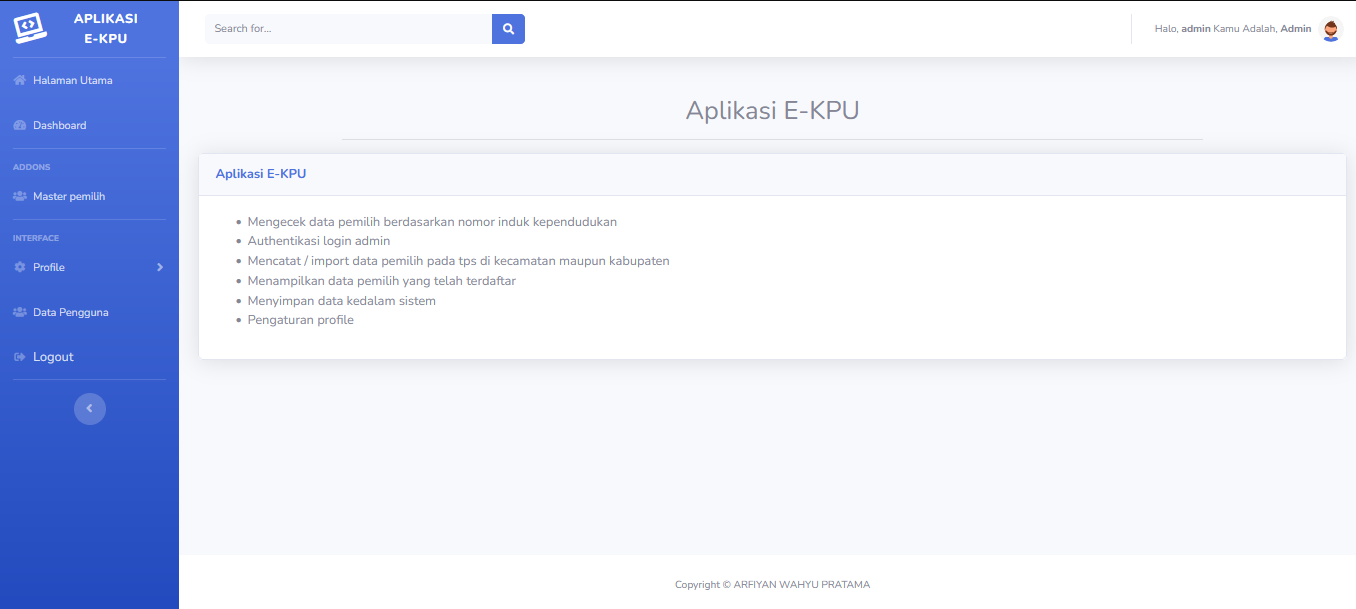 APLIKASI
E-KPU
Halaman Utama
Dashboard
ADDONS
Master pemilih
INTERFACE
Profile
Data Pengguna
Logout
Search for...
Halo, admin Kamu Adalah, Admin
Aplikasi E-KPU
Aplikasi E-KPU
Mengecek data pemilih berdasarkan nomor induk kependudukan
Authentikasi login admin
Mencatat / import data pemilih pada tps di kecamatan maupun kabupaten
Menampilkan data pemilih yang telah terdaftar
Menyimpan data kedalam sistem
Pengaturan profile
Copyright © ARFIYAN WAHYU PRATAMA